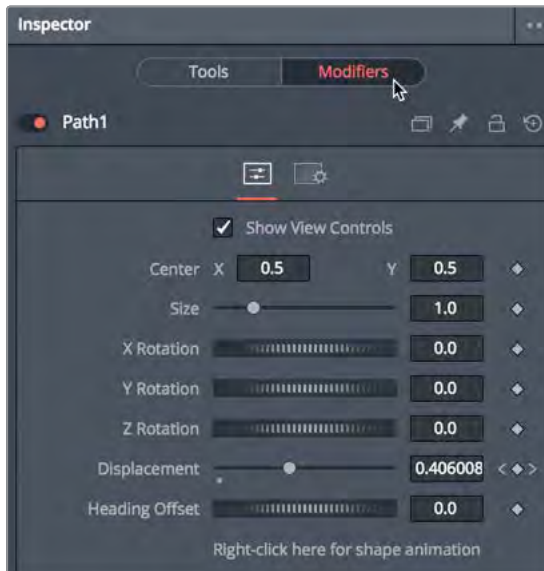 Inspector
Tools Modifiers
Path1
Show View Controls
Center X 0.5 Y 0.5
Size 1.0
X Rotation 0.0
Y Rotation 0.0
Z Rotation 0.0
Displacement 0.406008
Heading Offset 0.0
Right-click here for shape animation